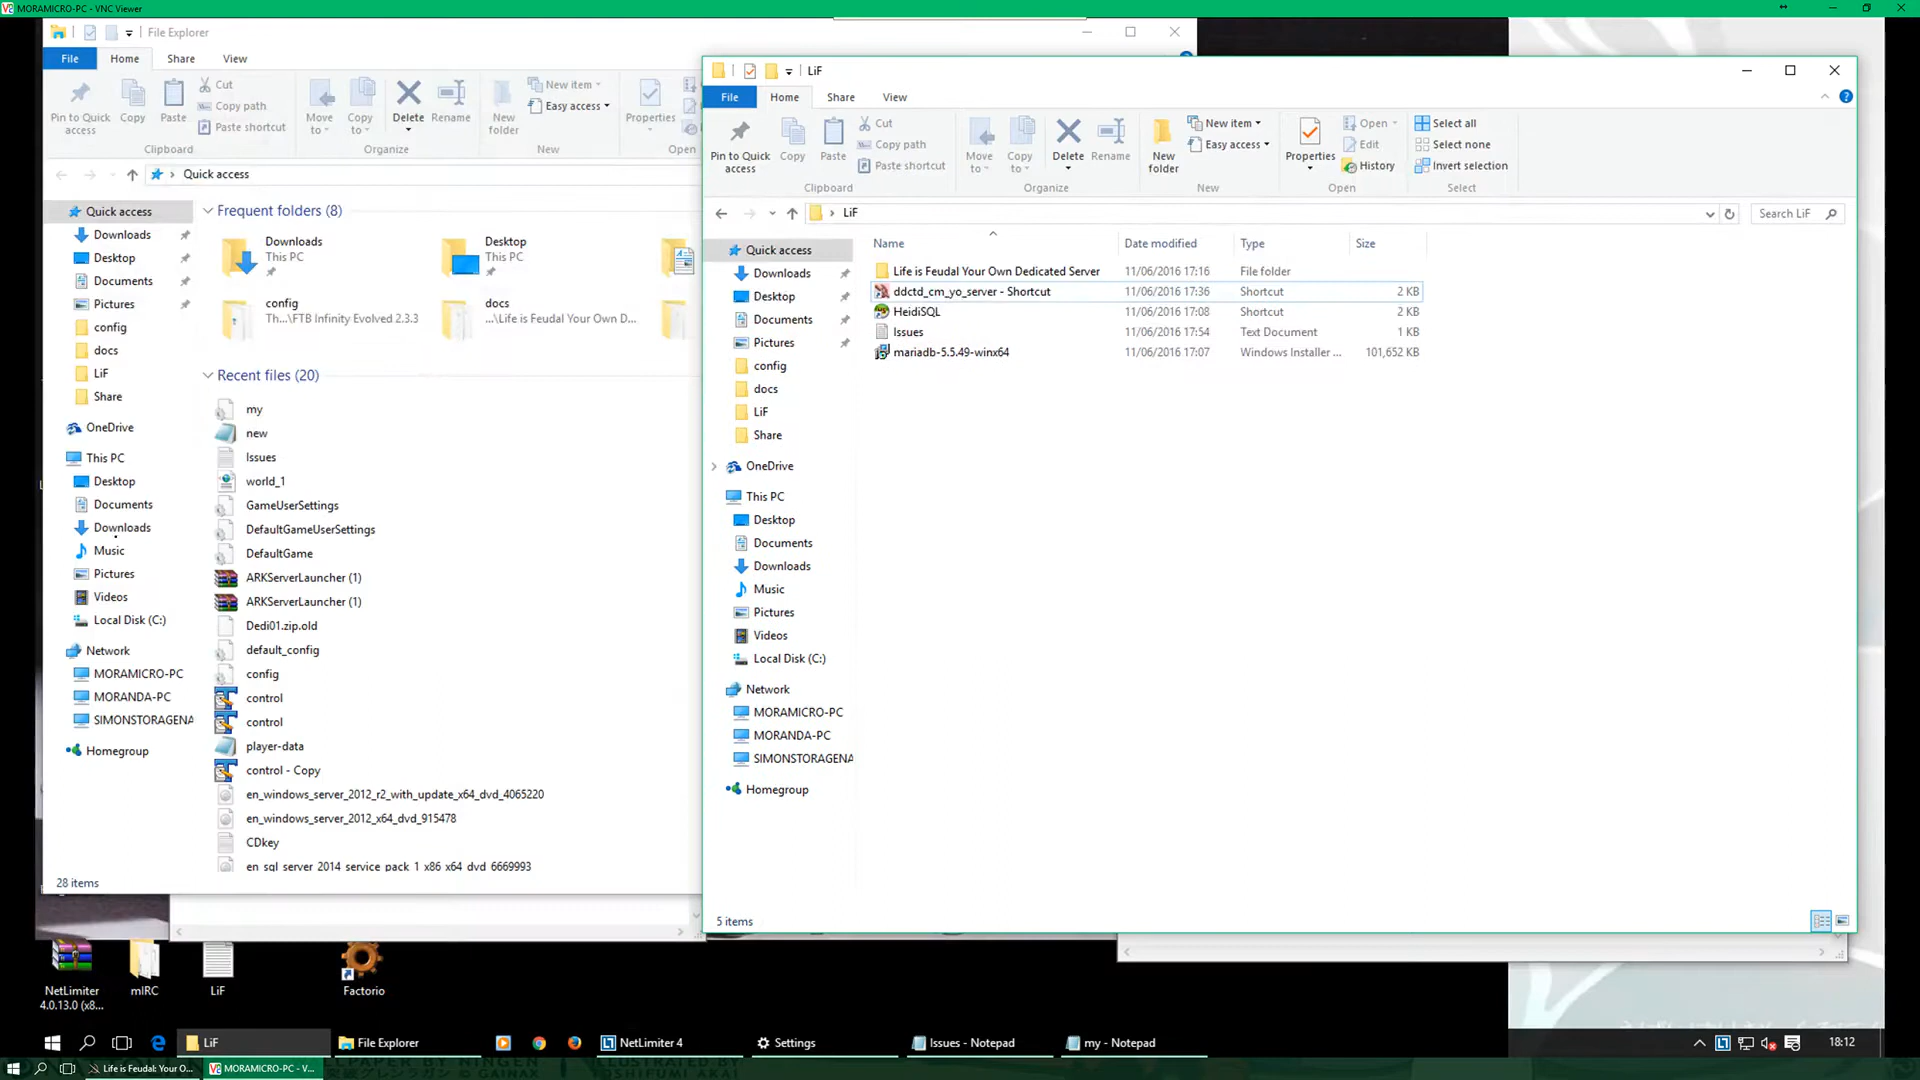 MORAMICRO-PC - VNC Viewer
File Explorer
File
Home
Share
View
Pin to Quick access
Copy
Paste
Cut
Copy path
Paste shortcut
Clipboard
Move to
Copy to
Delete
Rename
Organize
New folder
New item
Easy access
New
Properties
Open
Quick access
Quick access
Downloads
Desktop
Documents
Pictures
config
docs
LiF
Share
OneDrive
This PC
Desktop
Documents
Downloads
Music
Pictures
Videos
Local Disk (C:)
Network
MORAMICRO-PC
MORANDA-PC
SIMONSTORAGENA
Homegroup
Frequent folders (8)
Downloads
This PC
Desktop
This PC
config
Th...\FTB Infinity Evolved 2.3.3
docs
...\Life is Feudal Your Own D...
Recent files (20)
my
new
Issues
world_1
GameUserSettings
DefaultGameUserSettings
DefaultGame
ARKServerLauncher (1)
ARKServerLauncher (1)
Dedi01.zip.old
default_config
config
control
control
player-data
control - Copy
en_windows_server_2012_r2_with_update_x64_dvd_4065220
en_windows_server_2012_x64_dvd_915478
CDkey
en_sql_server_2014_service_pack_1_x86_x64_dvd_6669993
28 items
LiF
File
Home
Share
View
Pin to Quick access
Copy
Paste
Cut
Copy path
Paste shortcut
Clipboard
Move to
Copy to
Delete
Rename
Organize
New folder
New item
Easy access
New
Properties
Open
Edit
History
Open
Select all
Select none
Invert selection
Select
LiF
Search LiF
Quick access
Downloads
Desktop
Documents
Pictures
config
docs
LiF
Share
OneDrive
This PC
Desktop
Documents
Downloads
Music
Pictures
Videos
Local Disk (C:)
Network
MORAMICRO-PC
MORANDA-PC
SIMONSTORAGENA
Homegroup
Name Date modified Type Size
Life is Feudal Your Own Dedicated Server 11/06/2016 17:16 File folder
ddctd_cm_yo_server - Shortcut 11/06/2016 17:36 Shortcut 2 KB
HeidiSQL 11/06/2016 17:08 Shortcut 2 KB
Issues 11/06/2016 17:54 Text Document 1 KB
mariadb-5.5.49-winx64 11/06/2016 17:07 Windows Installer ... 101,652 KB
5 items
NetLimiter 4.0.13.0 (x8...
mIRC
LiF
Factorio
LiF
File Explorer
NetLimiter 4
Settings
Issues - Notepad
my - Notepad
18:12
Life is Feudal: Your O...
MORAMICRO-PC - V...